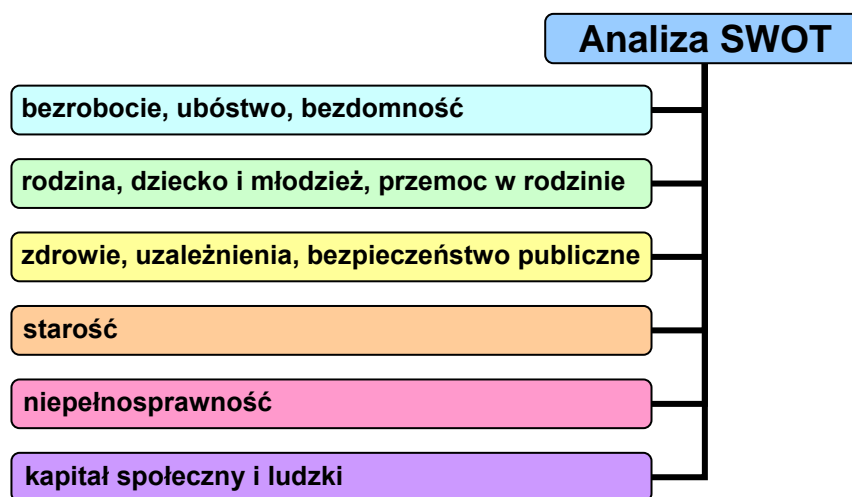 Analiza SWOT
bezrobocie, ubóstwo, bezdomność
rodzina, dziecko i młodzież, przemoc w rodzinie
zdrowie, uzależnienia, bezpieczeństwo publiczne
starość
niepełnosprawność
kapitał społeczny i ludzki